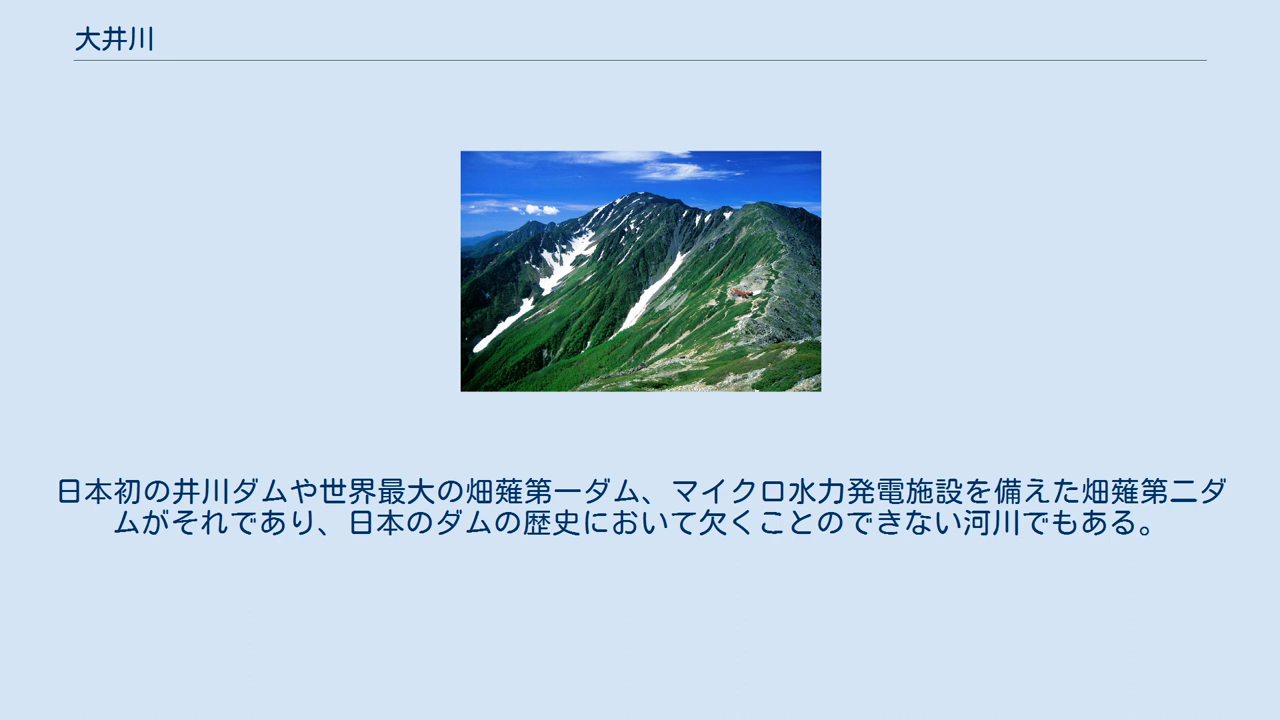 大井川
日本初の井川ダムや世界最大の畑薙第一ダム、マイクロ水力発電施設を備えた畑薙第二ダ
ムがそれであり、日本のダムの歴史において欠くことのできない河川でもある。